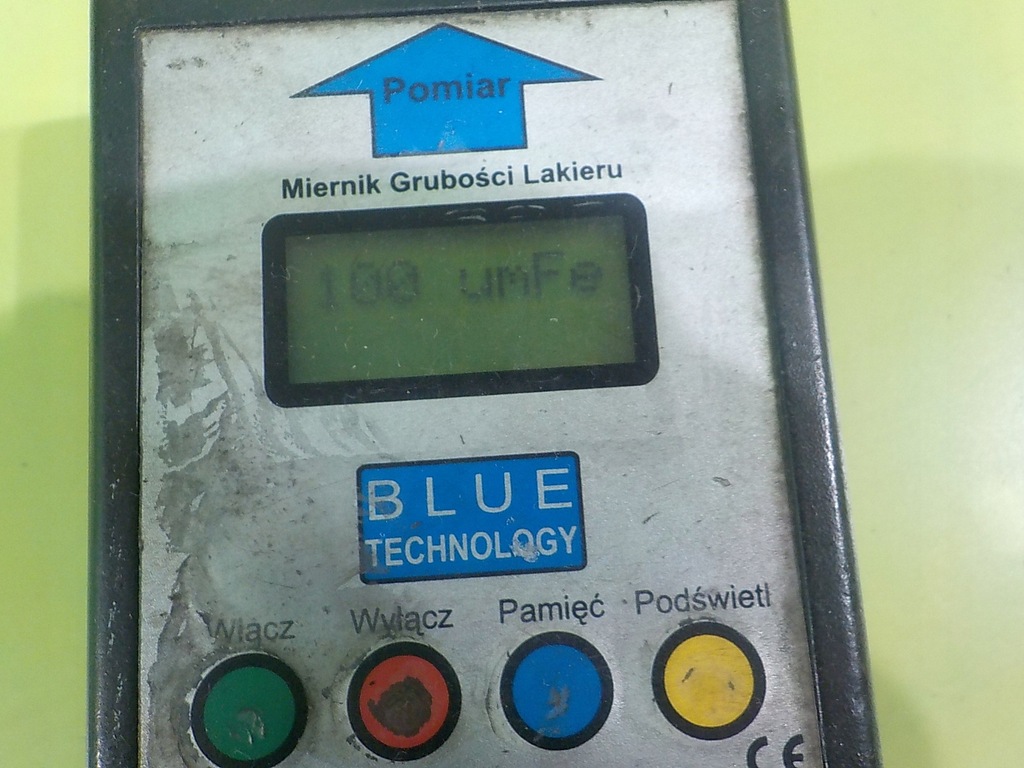 Pomiar
Miernik Grubości Lakieru
100 umFe
BLUE
TECHNOLOGY
Włącz Wyłącz Pamięć Podświetl
CE